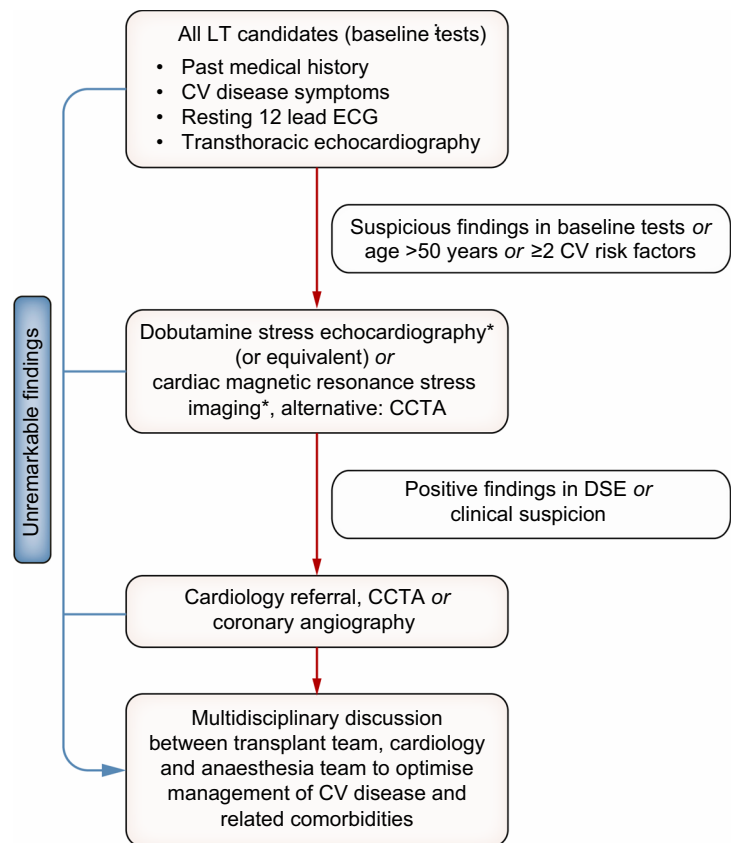 All LT candidates (baseline tests)
• Past medical history
• CV disease symptoms
• Resting 12 lead ECG
• Transthoracic echocardiography
Suspicious findings in baseline tests or
age >50 years or ≥2 CV risk factors
Unremarkable findings
Dobutamine stress echocardiography*
(or equivalent) or
cardiac magnetic resonance stress
imaging*, alternative: CCTA
Positive findings in DSE or
clinical suspicion
Cardiology referral, CCTA or
coronary angiography
Multidisciplinary discussion
between transplant team, cardiology
and anaesthesia team to optimise
management of CV disease and
related comorbidities